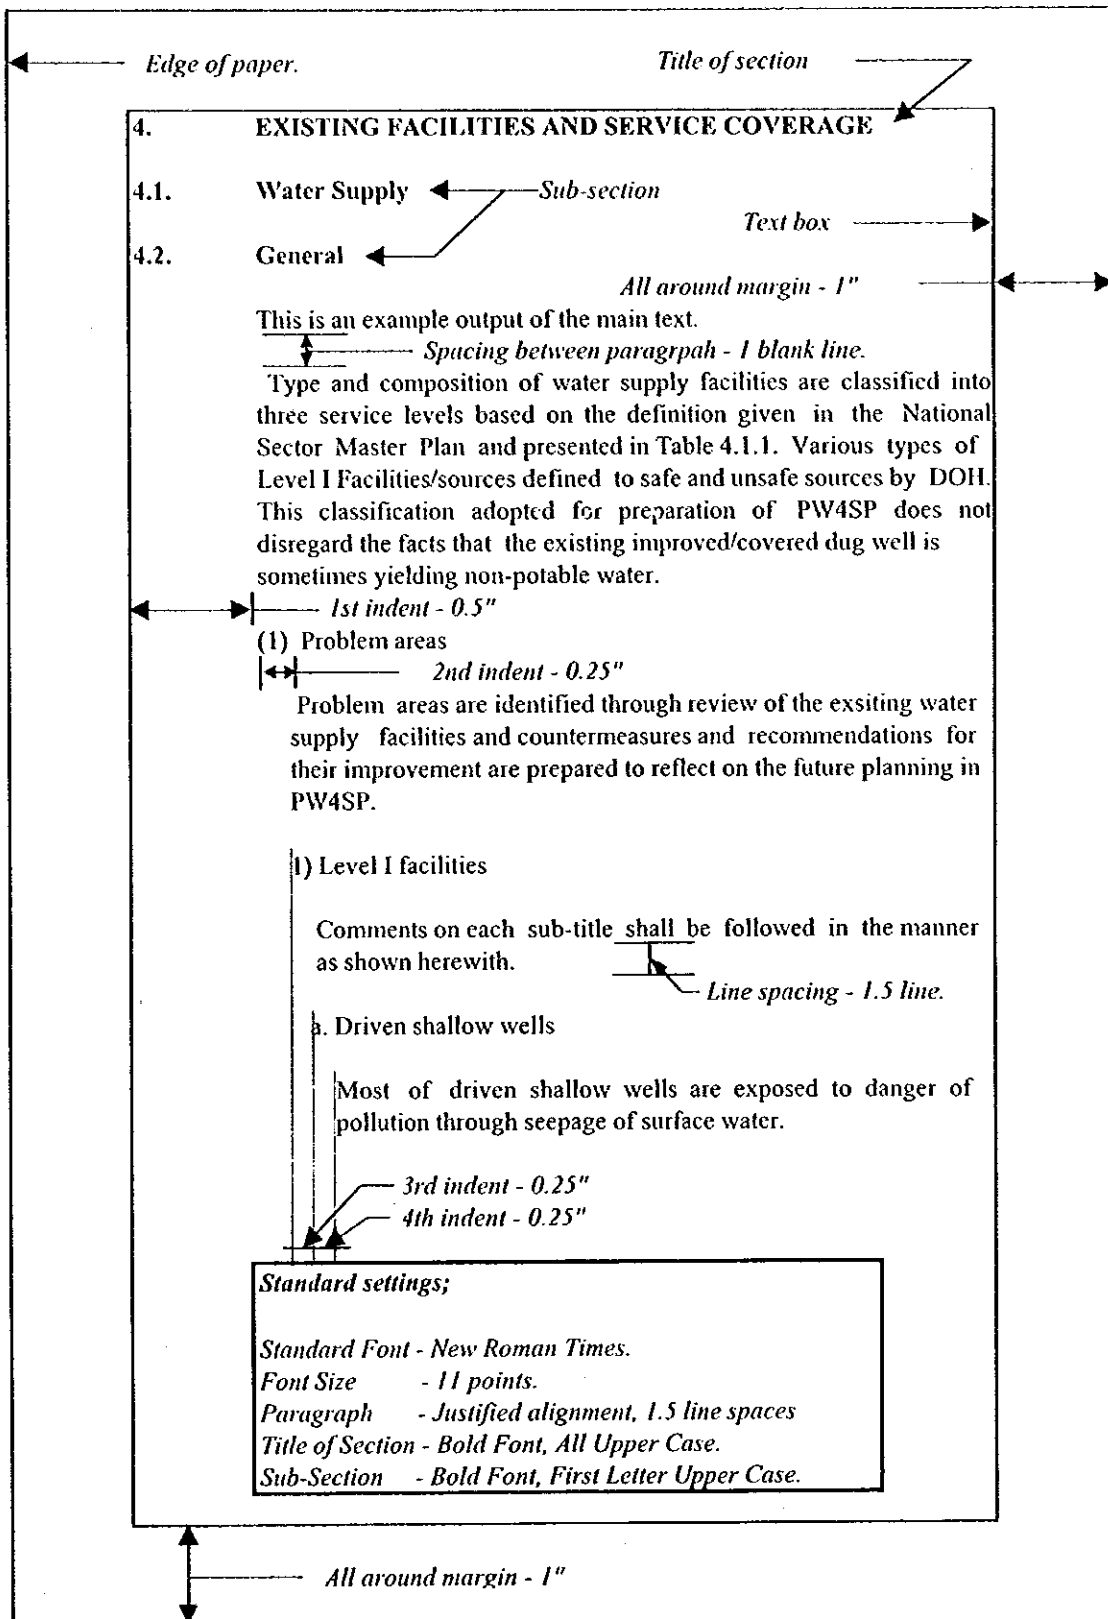 Edge of paper.
Title of section
4. EXISTING FACILITIES AND SERVICE COVERAGE
4.1. Water Supply
Sub-section
Text box
4.2. General
All around margin - 1"
This is an example output of the main text.
Spacing between paragrpah - 1 blank line.
Type and composition of water supply facilities are classified into
three service levels based on the definition given in the National
Sector Master Plan and presented in Table 4.1.1. Various types of
Level I Facilities/sources defined to safe and unsafe sources by DOH.
This classification adopted for preparation of PW4SP does not
disregard the facts that the existing improved/covered dug well is
sometimes yielding non-potable water.
1st indent - 0.5"
(1) Problem areas
2nd indent - 0.25"
Problem areas are identified through review of the exsiting water
supply facilities and countermeasures and recommendations for
their improvement are prepared to reflect on the future planning in
PW4SP.
1) Level I facilities
Comments on each sub-title shall be followed in the manner
as shown herewith.
Line spacing - 1.5 line.
a. Driven shallow wells
Most of driven shallow wells are exposed to danger of
pollution through seepage of surface water.
3rd indent - 0.25"
4th indent - 0.25"
Standard settings;
Standard Font - New Roman Times.
Font Size - 11 points.
Paragraph - Justified alignment, 1.5 line spaces
Title of Section - Bold Font, All Upper Case.
Sub-Section - Bold Font, First Letter Upper Case.
All around margin - 1"